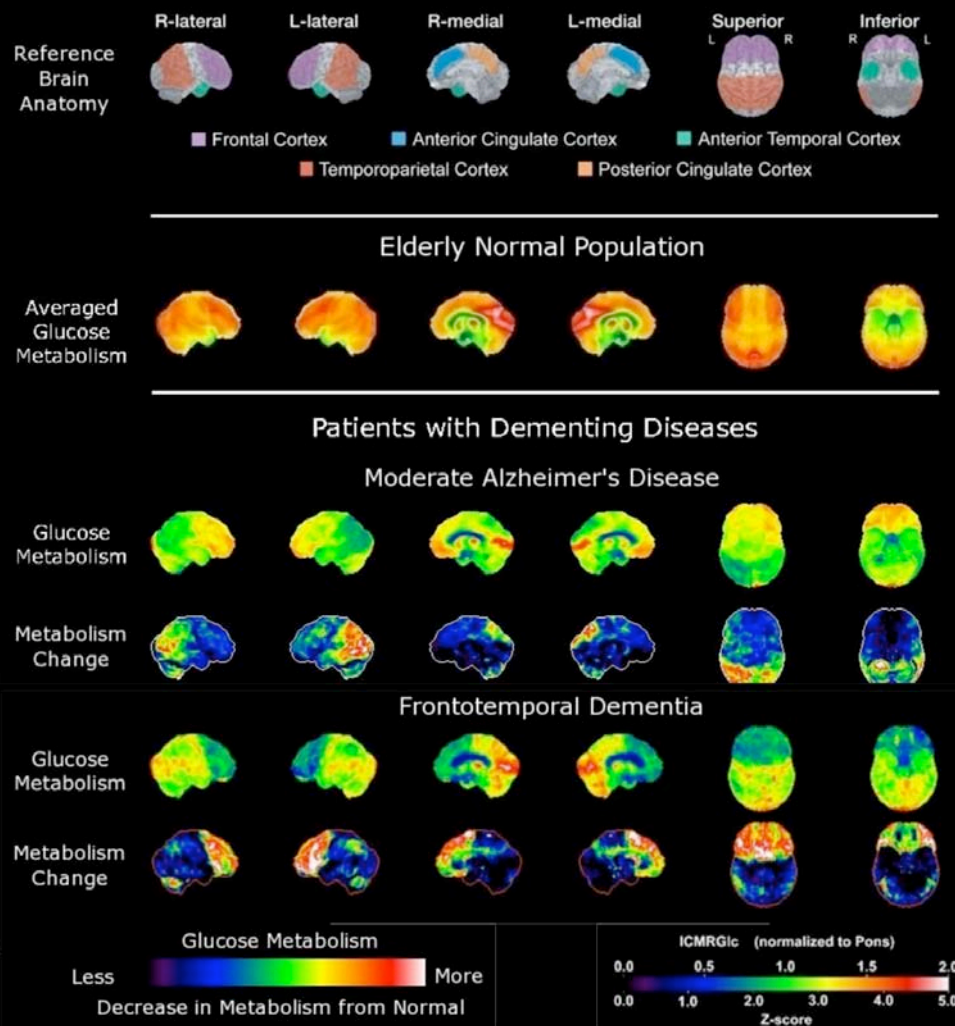 R-lateral L-lateral R-medial L-medial Superior Inferior
L R R L
Reference
Brain
Anatomy
Frontal Cortex Anterior Cingulate Cortex Anterior Temporal Cortex
Temporoparietal Cortex Posterior Cingulate Cortex
Elderly Normal Population
Averaged
Glucose
Metabolism
Patients with Dementing Diseases
Moderate Alzheimer's Disease
Glucose
Metabolism
Metabolism
Change
Frontotemporal Dementia
Glucose
Metabolism
Metabolism
Change
Glucose Metabolism
Less More
Decrease in Metabolism from Normal
ICMRGlc (normalized to Pons)
0.0 0.5 1.0 1.5 2.0
0.0 1.0 2.0 3.0 4.0 5.0
Z-score